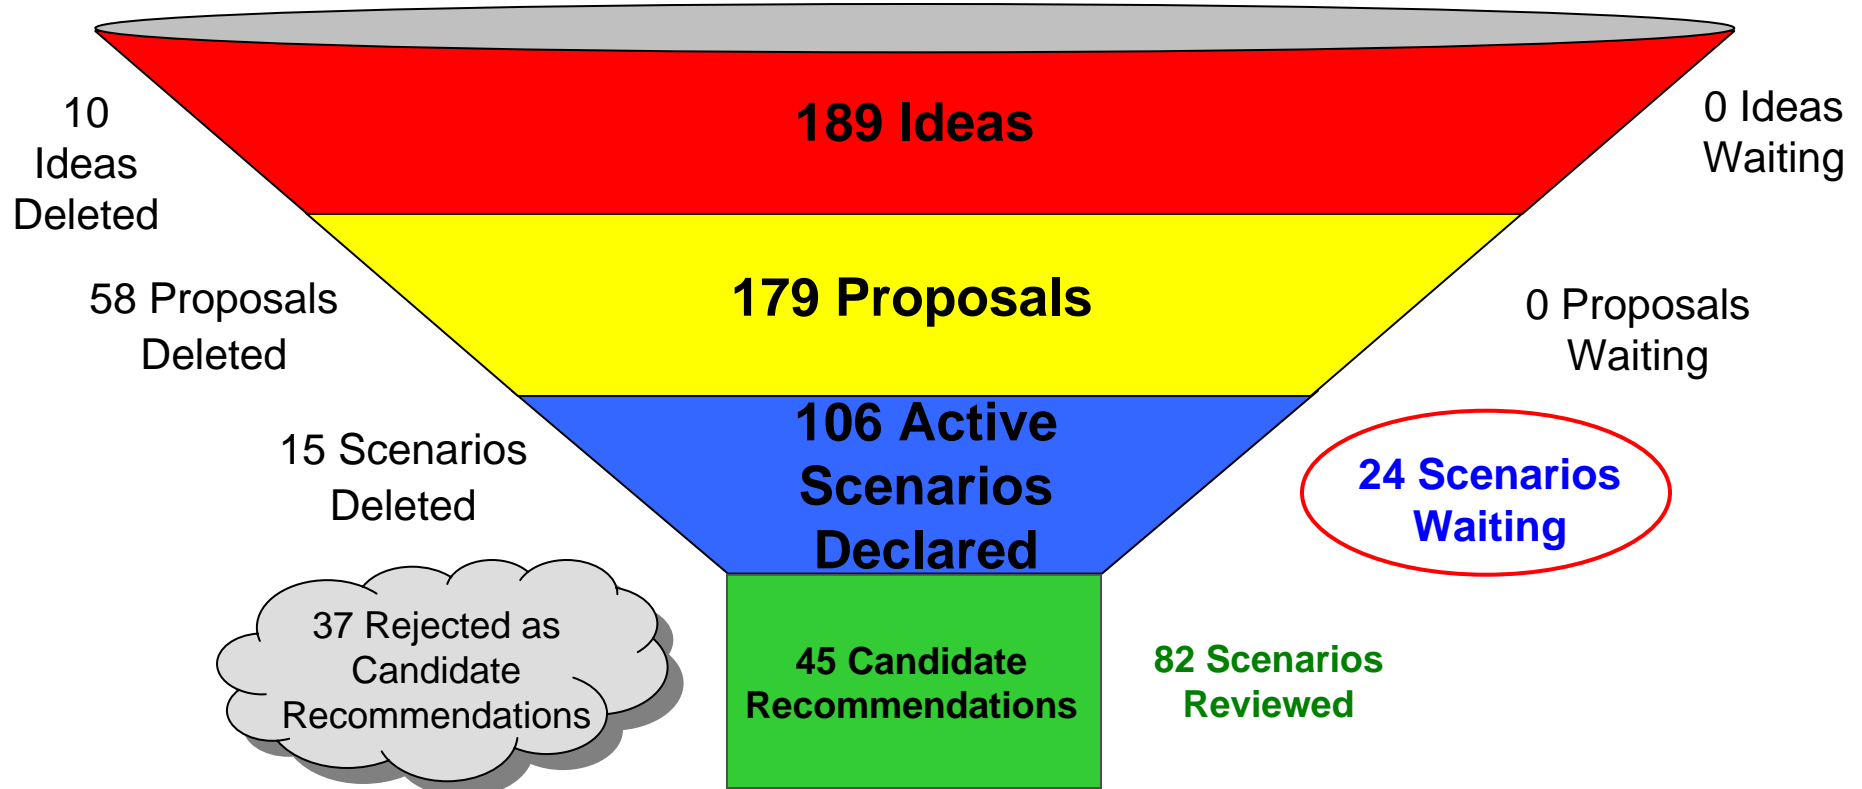 189 Ideas
10
Ideas
Deleted
0 Ideas
Waiting
179 Proposals
58 Proposals
Deleted
0 Proposals
Waiting
106 Active
Scenarios
Declared
15 Scenarios
Deleted
24 Scenarios
Waiting
37 Rejected as
Candidate
Recommendations
45 Candidate
Recommendations
82 Scenarios
Reviewed